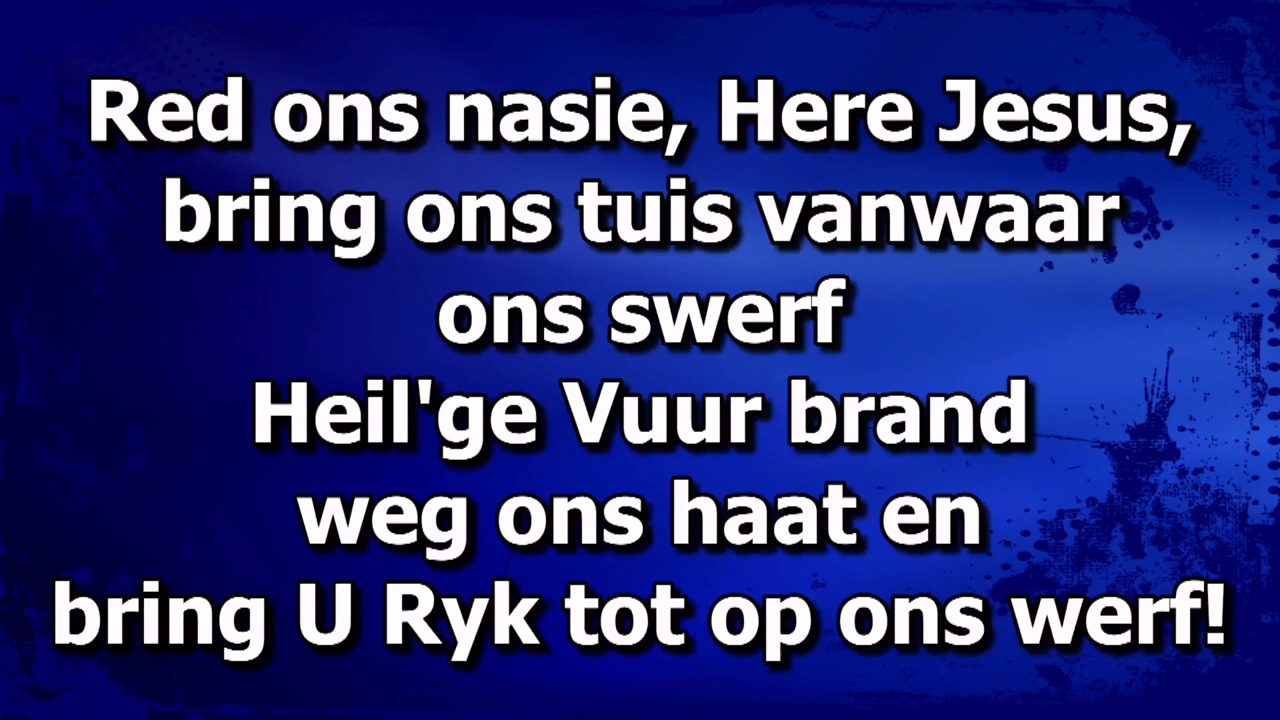 Red ons nasie, Here Jesus,
bring ons tuis vanwaar
ons swerf
Heil'ge Vuur brand
weg ons haat en
bring U Ryk tot op ons werf!